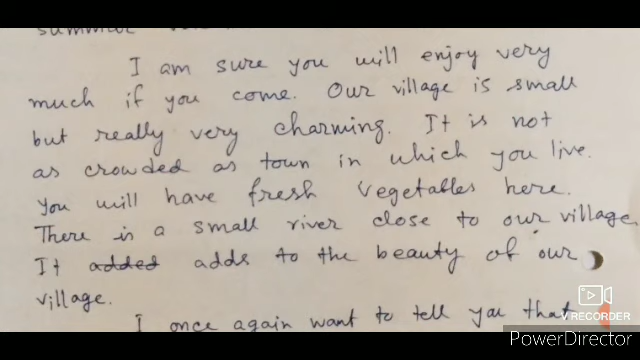 summer
I am sure you will enjoy very
much if you come. Our village is small
but really very charming. It is not
as crowded as town in which you live.
You will have fresh vegetables here.
There is a small river close to our village.
It added adds to the beauty of our
village.
I once again want to tell you that
V RECORDER
PowerDirector